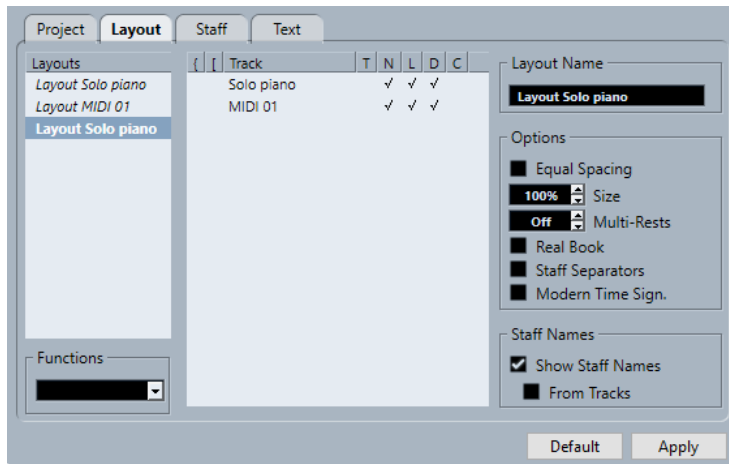 Project Layout Staff Text
Layouts
Layout Solo piano
Layout MIDI 01
Layout Solo piano
Functions
{ [ Track T N L D C
Solo piano √ √ √
MIDI 01 √ √ √
Layout Name
Layout Solo piano
Options
Equal Spacing
100% Size
Off Multi-Rests
Real Book
Staff Separators
Modern Time Sign.
Staff Names
Show Staff Names
From Tracks
Default Apply